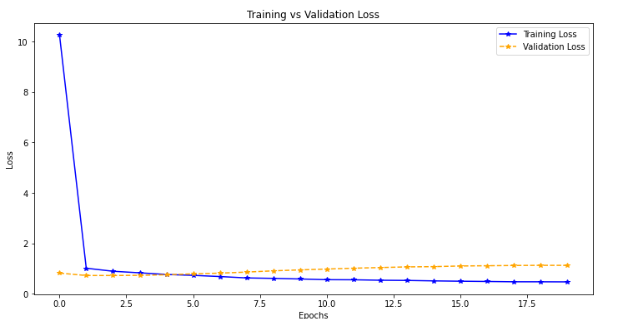 Training vs Validation Loss
Training Loss
Validation Loss
10
8
6
4
2
0
Loss
0.0 2.5 5.0 7.5 10.0 12.5 15.0 17.5
Epochs